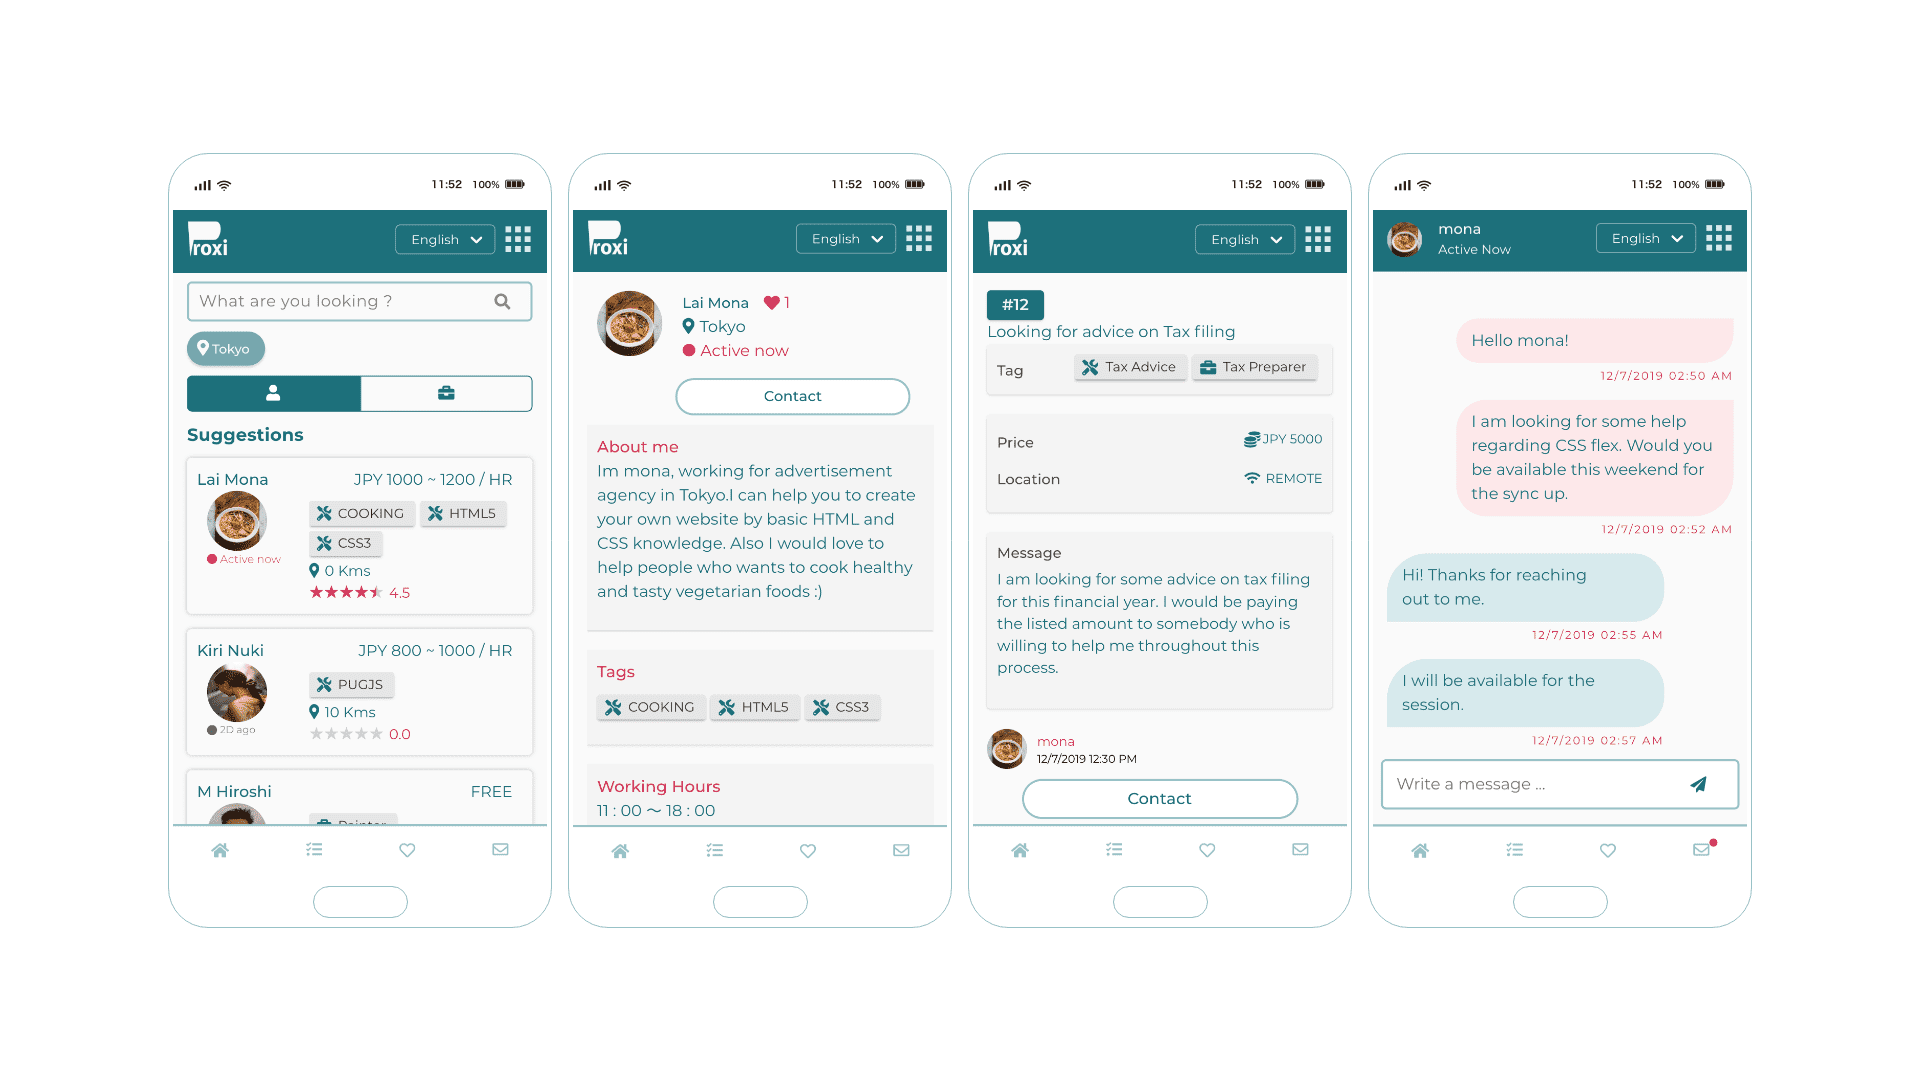 11:52 100%
Proxi
English
What are you looking ?
Tokyo
Suggestions
Lai Mona JPY 1000 ~ 1200 / HR
COOKING HTML5
CSS3
Active now
0 Kms
4.5
Kiri Nuki JPY 800 ~ 1000 / HR
PUGJS
10 Kms
2D ago
0.0
M Hiroshi FREE
Painter
11:52 100%
Proxi
English
Lai Mona 1
Tokyo
Active now
Contact
About me
Im mona, working for advertisement
agency in Tokyo.I can help you to create
your own website by basic HTML and
CSS knowledge. Also I would love to
help people who wants to cook healthy
and tasty vegetarian foods :)
Tags
COOKING HTML5 CSS3
Working Hours
11 : 00 〜 18 : 00
11:52 100%
Proxi
English
#12
Looking for advice on Tax filing
Tag Tax Advice Tax Preparer
Price JPY 5000
Location REMOTE
Message
I am looking for some advice on tax filing
for this financial year. I would be paying
the listed amount to somebody who is
willing to help me throughout this
process.
mona
12/7/2019 12:30 PM
Contact
11:52 100%
mona
Active Now
English
Hello mona!
12/7/2019 02:50 AM
I am looking for some help
regarding CSS flex. Would you
be available this weekend for
the sync up.
12/7/2019 02:52 AM
Hi! Thanks for reaching
out to me.
12/7/2019 02:55 AM
I will be available for the
session.
12/7/2019 02:57 AM
Write a message ...